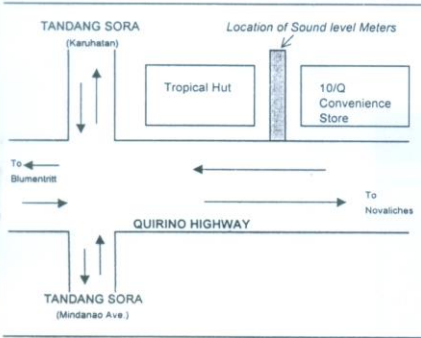 TANDANG SORA
(Karuhatan)
Location of Sound level Meters
Tropical Hut
10/Q
Convenience
Store
To
Blumentritt
To
Novaliches
QUIRINO HIGHWAY
TANDANG SORA
(Mindanao Ave.)